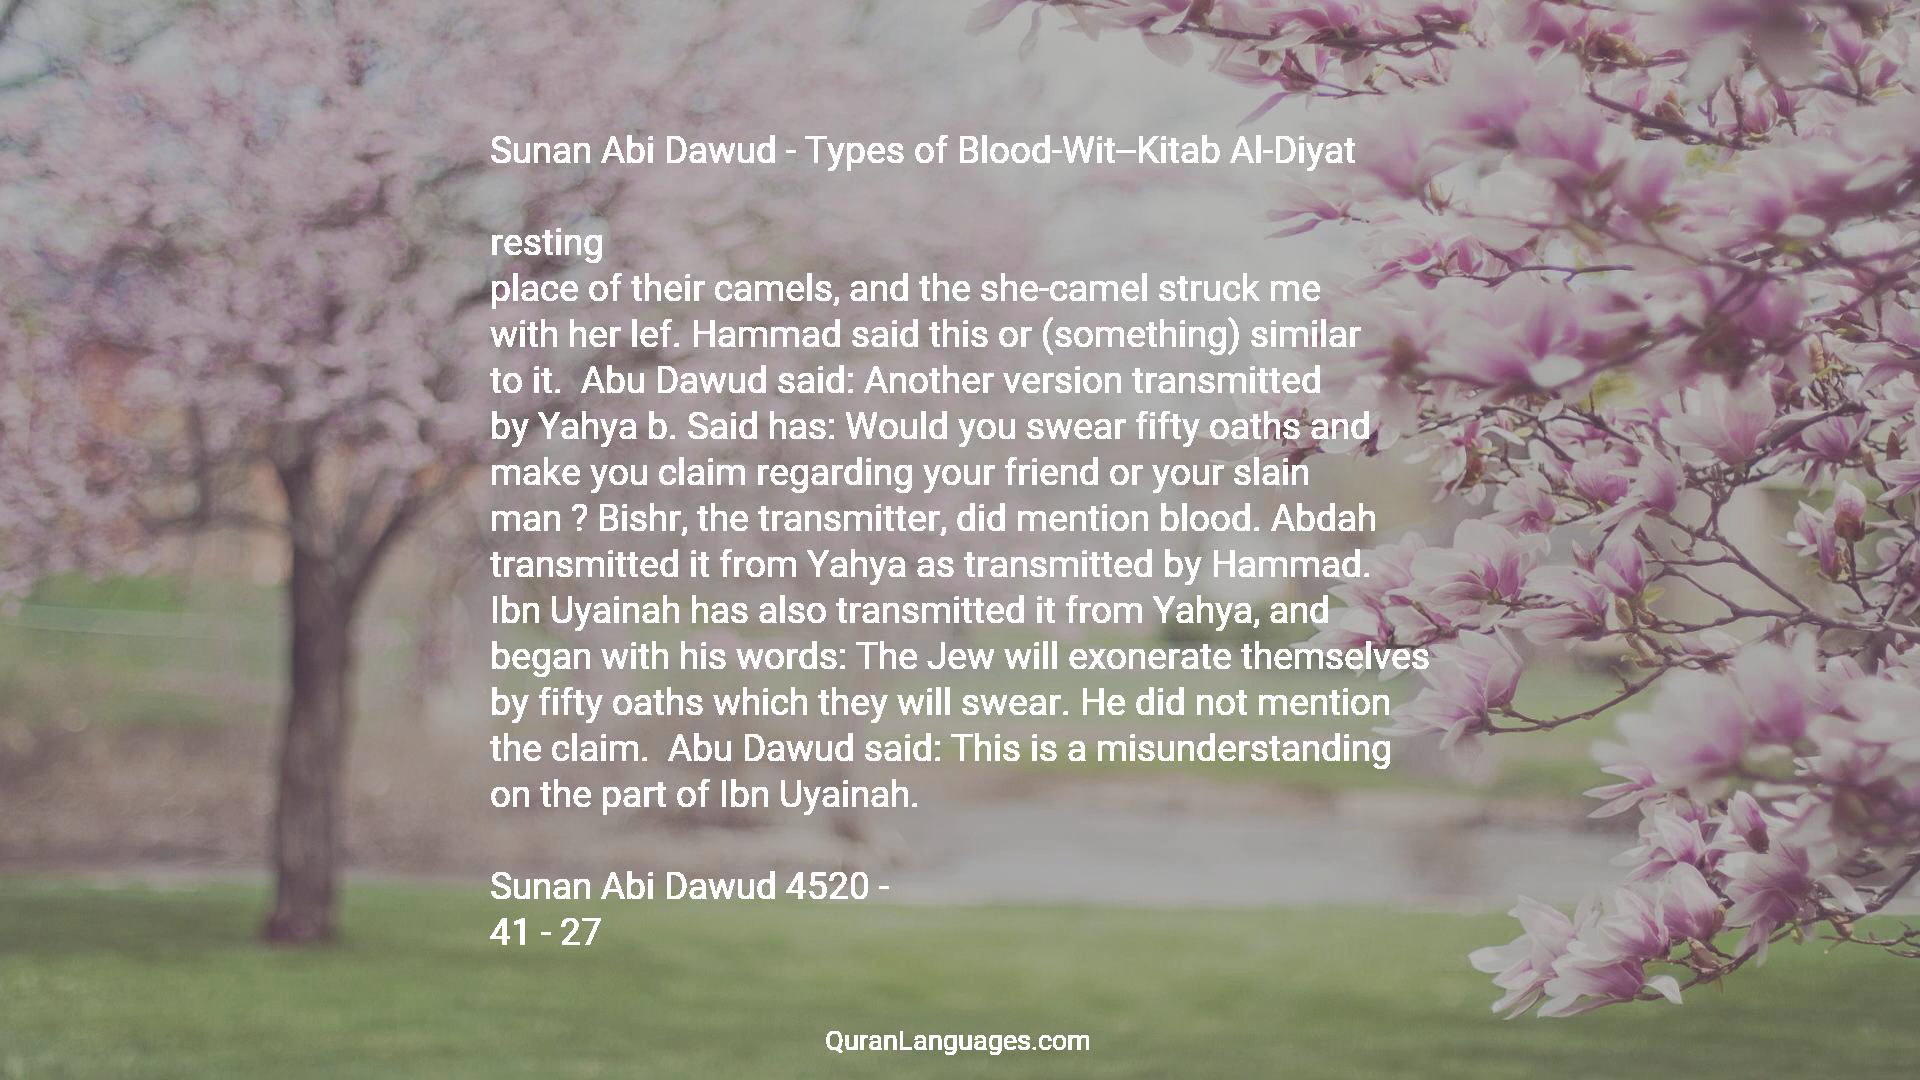 Sunan Abi Dawud - Types of Blood-Wit--Kitab Al-Diyat
resting
place of their camels, and the she-camel struck me
with her lef. Hammad said this or (something) similar
to it.  Abu Dawud said: Another version transmitted
by Yahya b. Said has: Would you swear fifty oaths and
make you claim regarding your friend or your slain
man ? Bishr, the transmitter, did mention blood. Abdah
transmitted it from Yahya as transmitted by Hammad.
Ibn Uyainah has also transmitted it from Yahya, and
began with his words: The Jew will exonerate themselves
by fifty oaths which they will swear. He did not mention
the claim.  Abu Dawud said: This is a misunderstanding
on the part of Ibn Uyainah.
Sunan Abi Dawud 4520 -
41 - 27
QuranLanguages.com